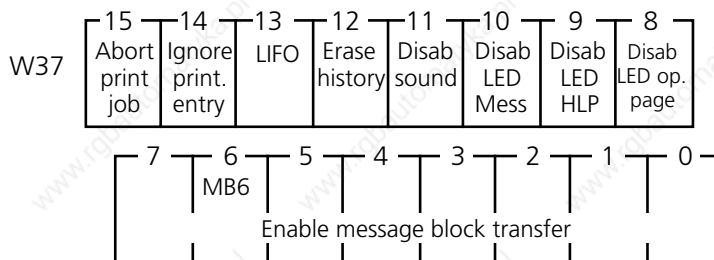 15 14 13 12 11 10 9 8
W37
Abort print job
Ignore print. entry
LIFO
Erase history
Disab sound
Disab LED Mess
Disab LED HLP
Disab LED op. page
7 6 5 4 3 2 1 0
MB6
Enable message block transfer